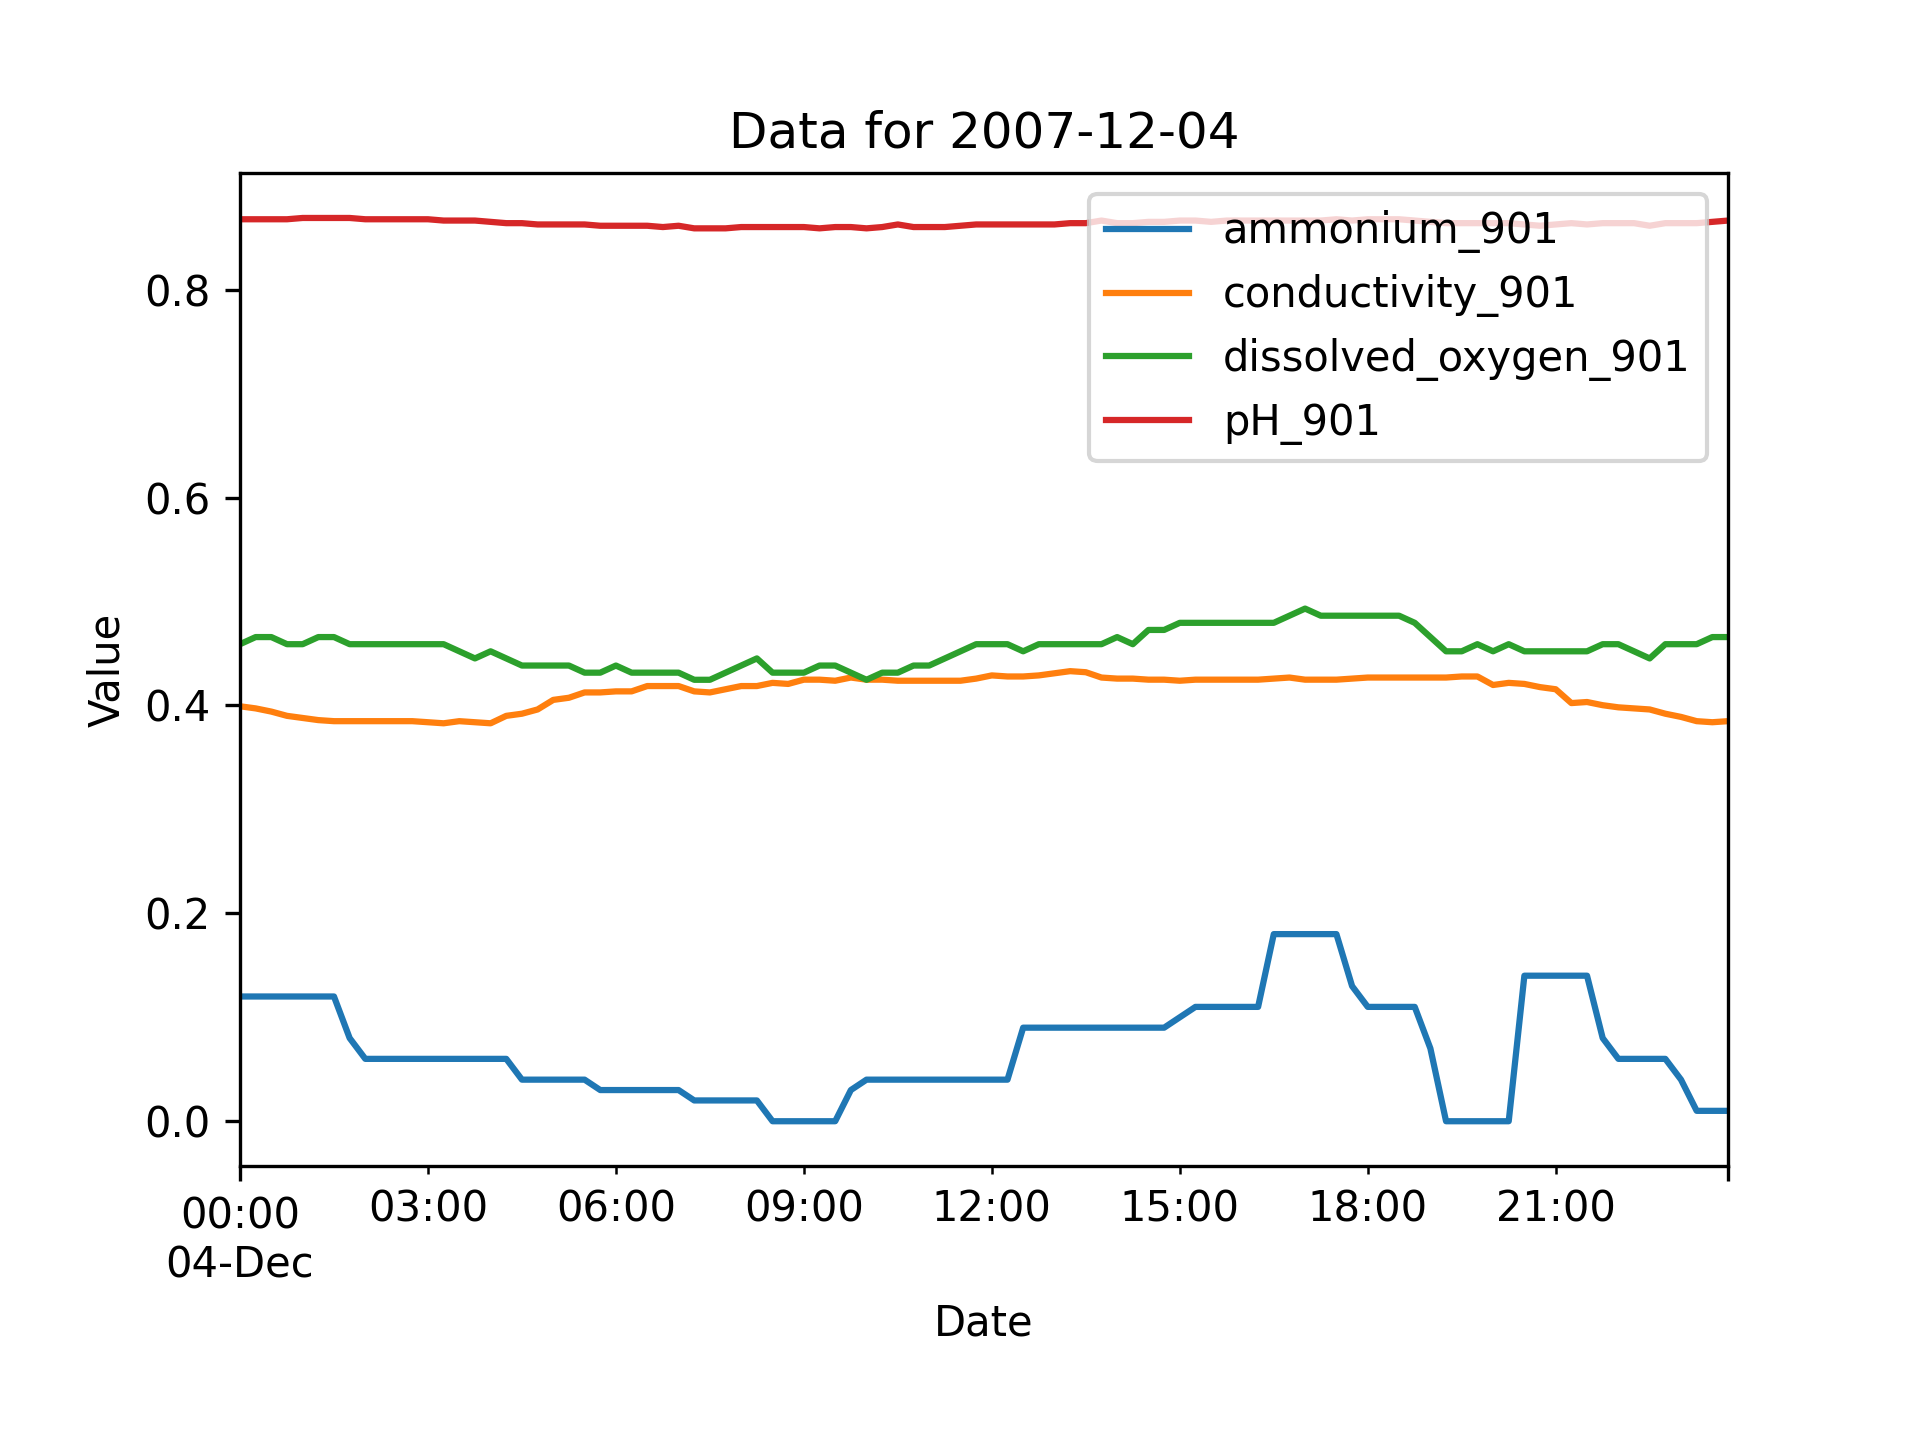 Data for 2007-12-04
ammonium_901
conductivity_901
dissolved_oxygen_901
pH_901
Value
0.8
0.6
0.4
0.2
0.0
00:00 03:00 06:00 09:00 12:00 15:00 18:00 21:00
04-Dec
Date